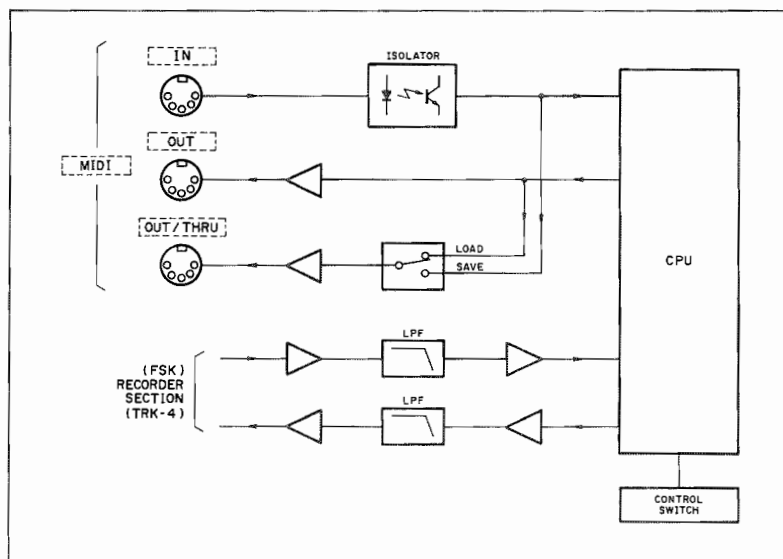 IN
ISOLATOR
OUT
MIDI
OUT/THRU
LOAD
SAVE
CPU
LPF
(FSK)
RECORDER
SECTION
(TRK-4)
LPF
CONTROL
SWITCH